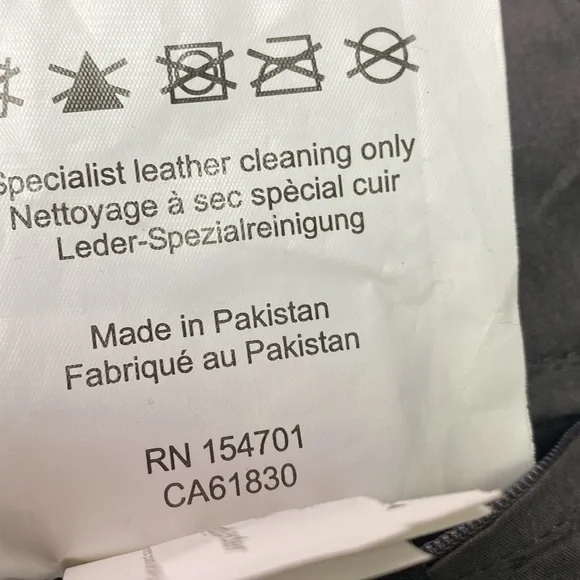 Specialist leather cleaning only
Nettoyage à sec spècial cuir
Leder-Spezialreinigung
Made in Pakistan
Fabriqué au Pakistan
RN 154701
CA61830